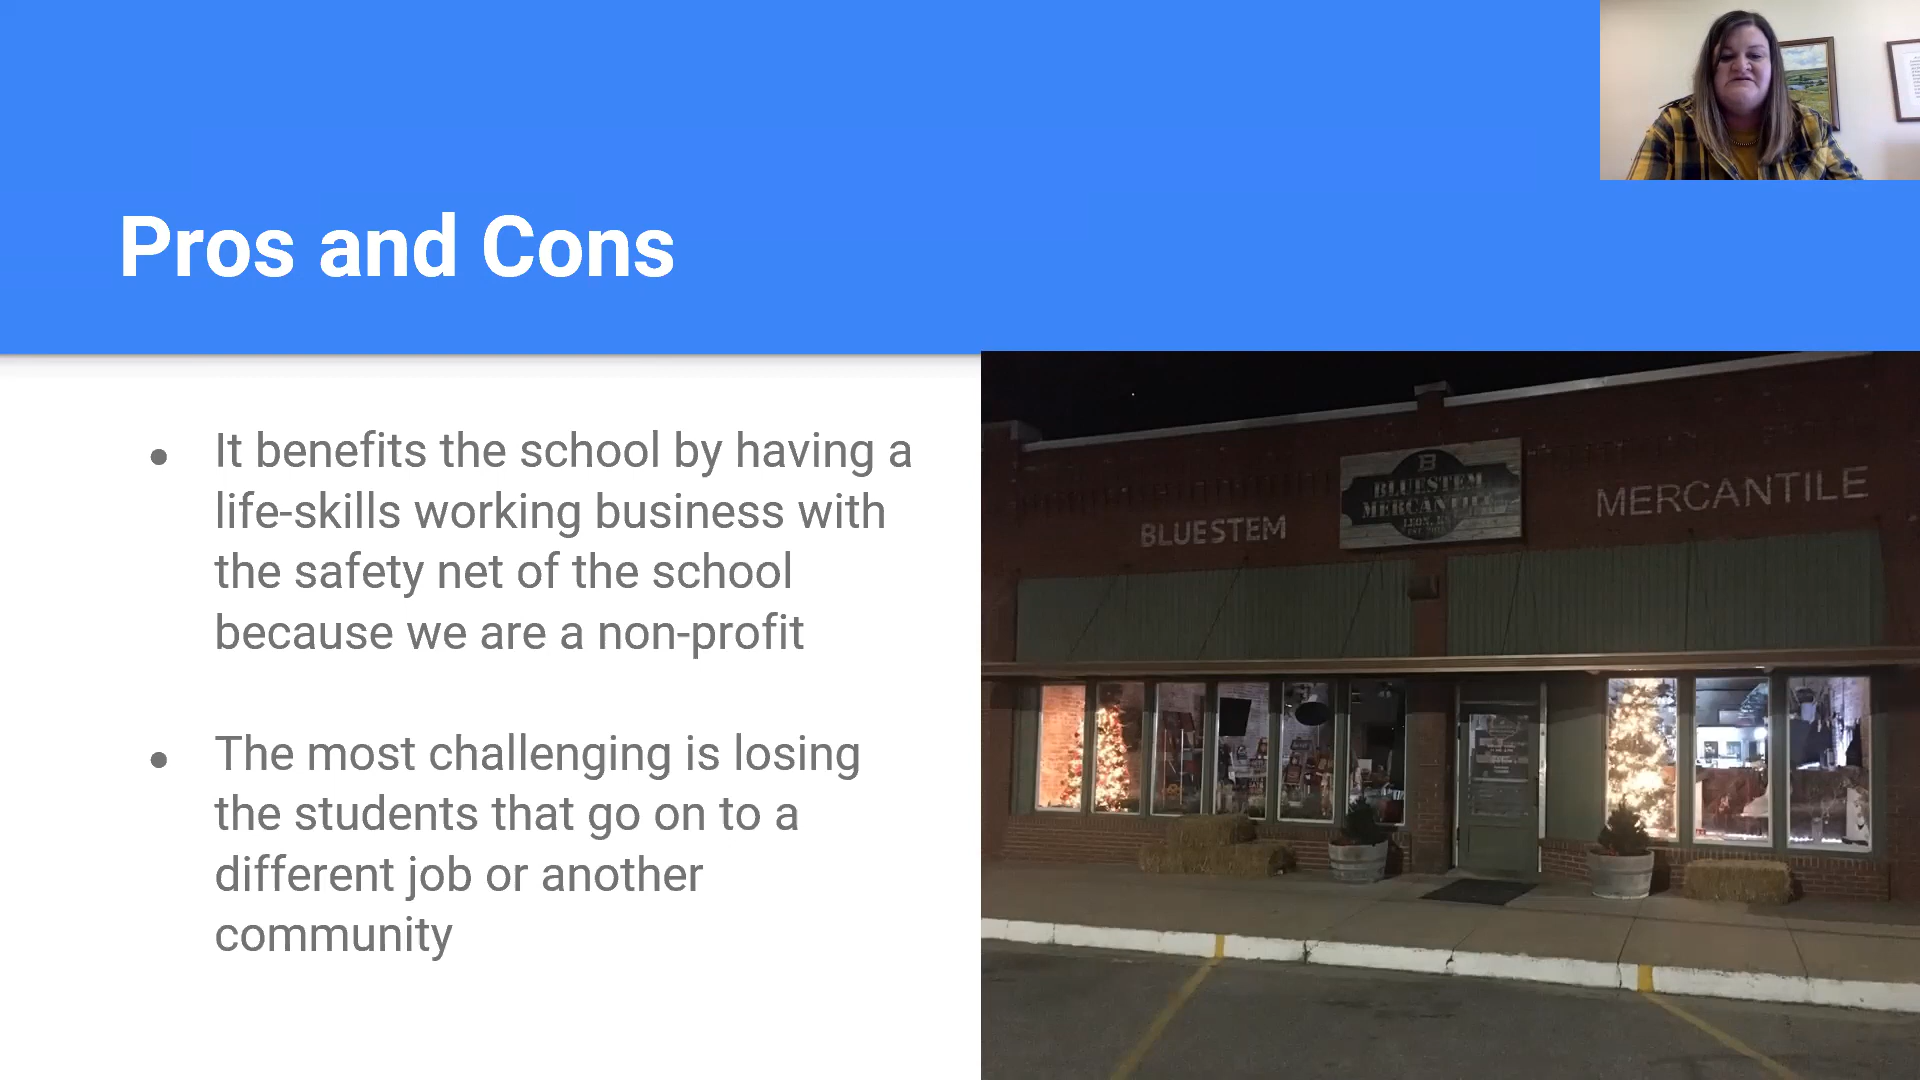 Pros and Cons
● It benefits the school by having a
life-skills working business with
the safety net of the school
because we are a non-profit
● The most challenging is losing
the students that go on to a
different job or another
community
B
BLUESTEM
MERCANTILE
LEON,
BLUESTEM
MERCANTILE